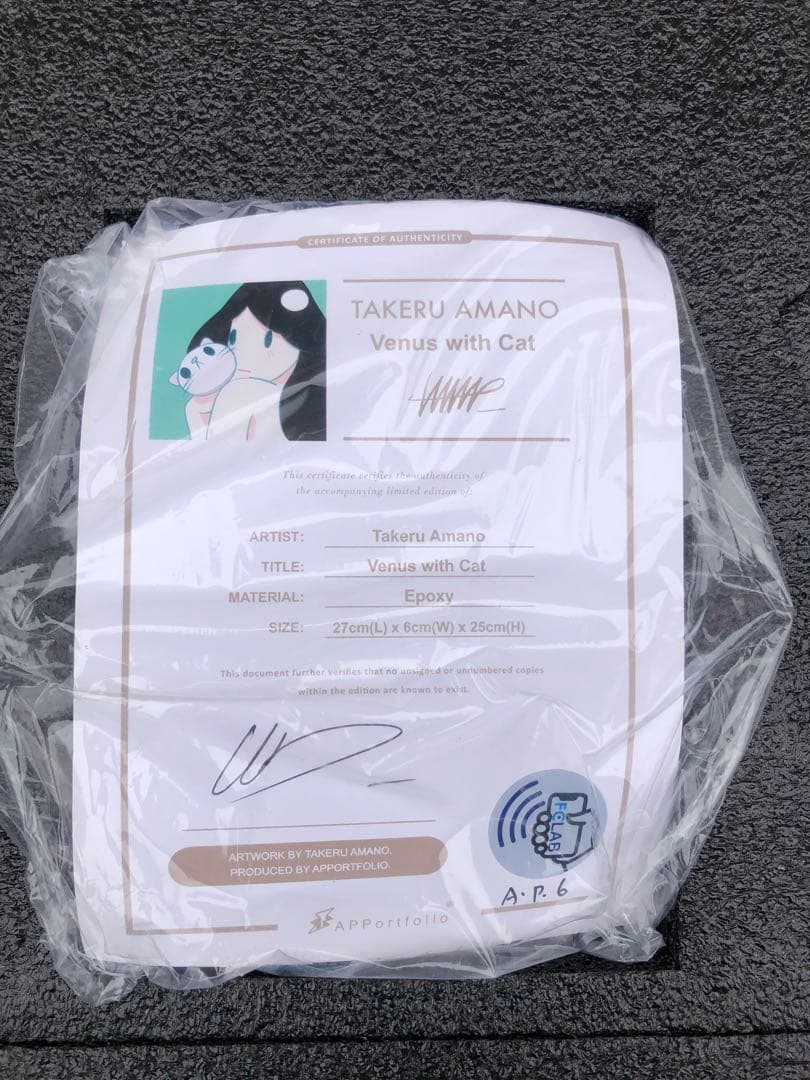 CERTIFICATE OF AUTHENTICITY
TAKERU AMANO
Venus with Cat
This certificate verifies the authenticity of
the accompanying limited edition of:
ARTIST: Takeru Amano
TITLE: Venus with Cat
MATERIAL: Epoxy
SIZE: 27cm(L) x 6cm(W) x 25cm(H)
This document further verifies that no unsigned or unnumbered copies
within the edition are known to exist.
ARTWORK BY TAKERU AMANO.
PRODUCED BY APPORTFOLIO.
FCLAB
A.P. 6
APPortfolio